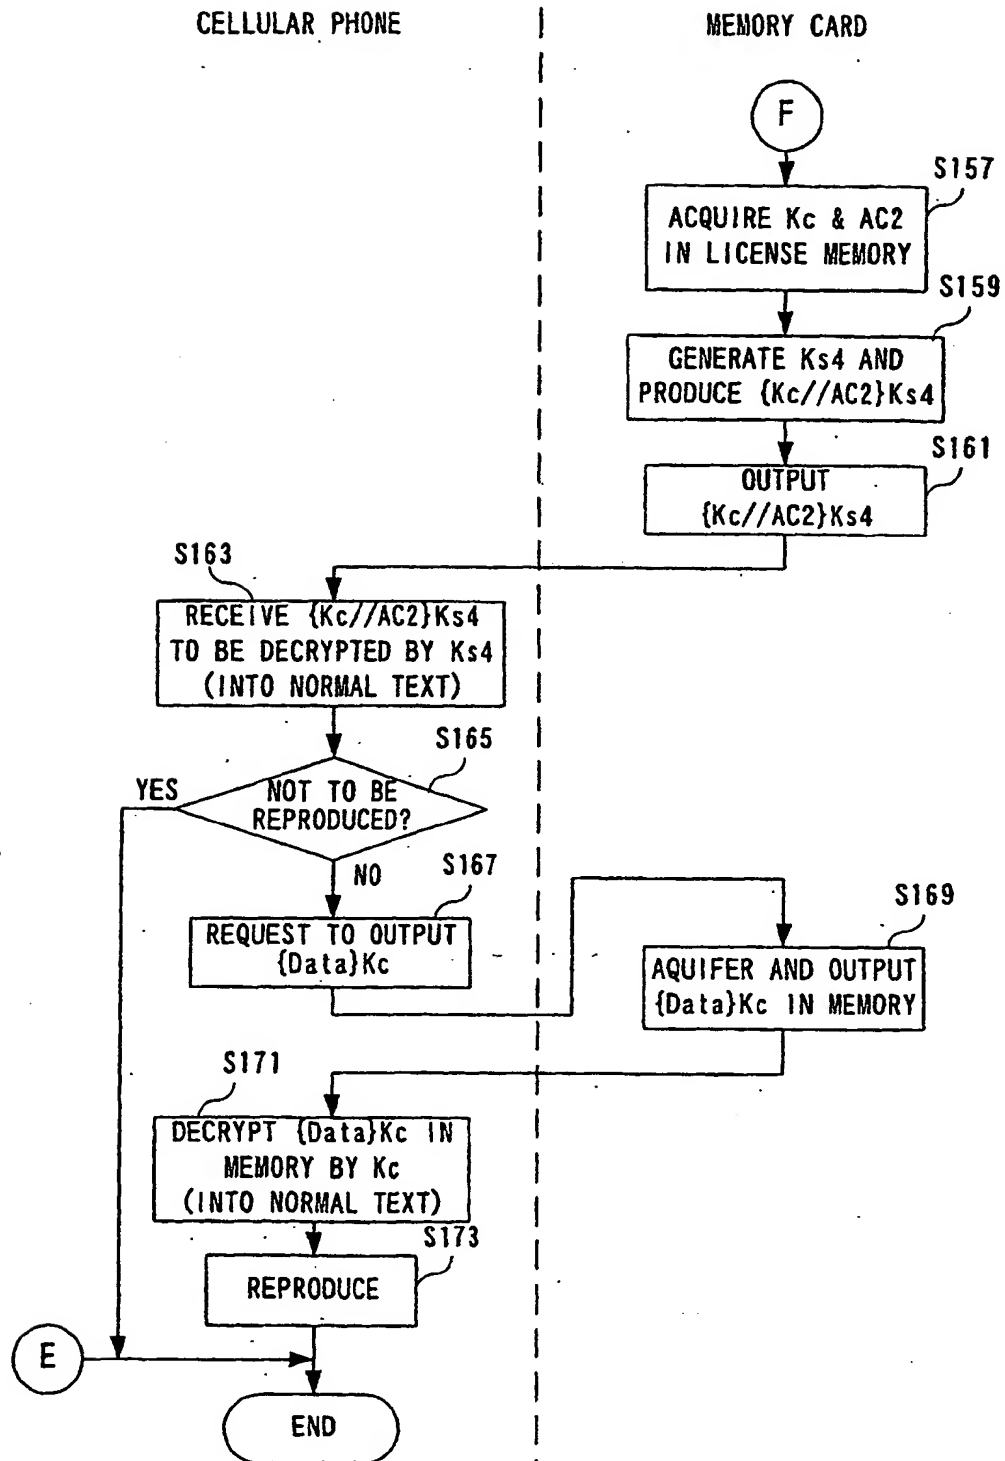 CELLULAR PHONE
MEMORY CARD
F
S157
ACQUIRE Kc & AC2
IN LICENSE MEMORY
S159
GENERATE Ks4 AND
PRODUCE {Kc//AC2}Ks4
S161
OUTPUT
{Kc//AC2}Ks4
S163
RECEIVE {Kc//AC2}Ks4
TO BE DECRYPTED BY Ks4
(INTO NORMAL TEXT)
S165
YES
NOT TO BE
REPRODUCED?
NO
S167
REQUEST TO OUTPUT
{Data}Kc
S169
AQUIFER AND OUTPUT
{Data}Kc IN MEMORY
S171
DECRYPT {Data}Kc IN
MEMORY BY Kc
(INTO NORMAL TEXT)
S173
REPRODUCE
E
END